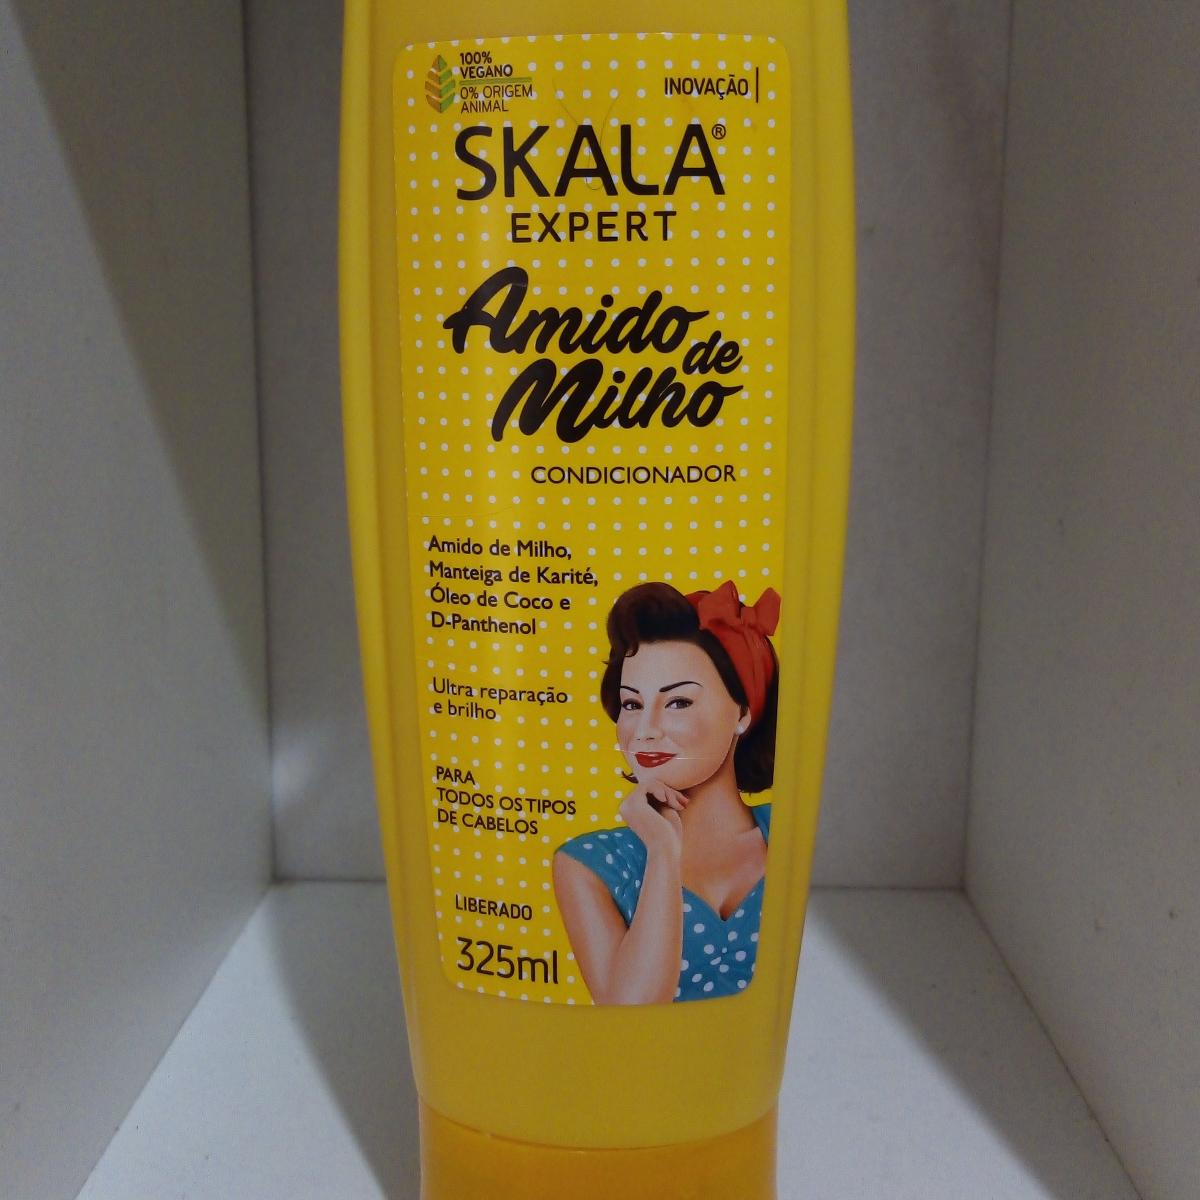 100%
VEGANO
0% ORIGEM
ANIMAL
INOVAÇÃO
SKALA®
EXPERT
Amido de
Milho
CONDICIONADOR
Amido de Milho,
Manteiga de Karité,
Óleo de Coco e
D-Panthenol
Ultra reparação
e brilho
PARA
TODOS OS TIPOS
DE CABELOS
LIBERADO
325ml